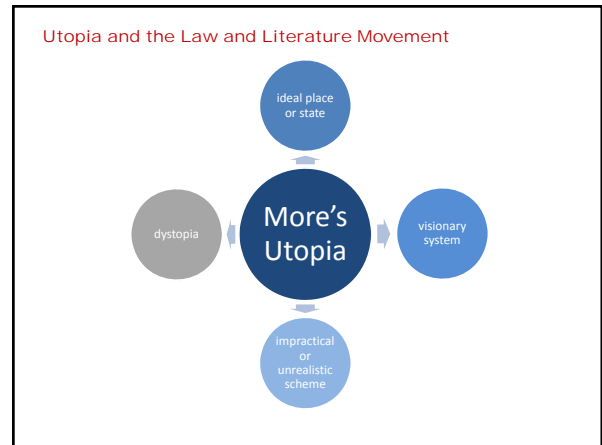 Utopia and the Law and Literature Movement
ideal place
or state
More's
Utopia
dystopia
visionary
system
impractical
or
unrealistic
scheme